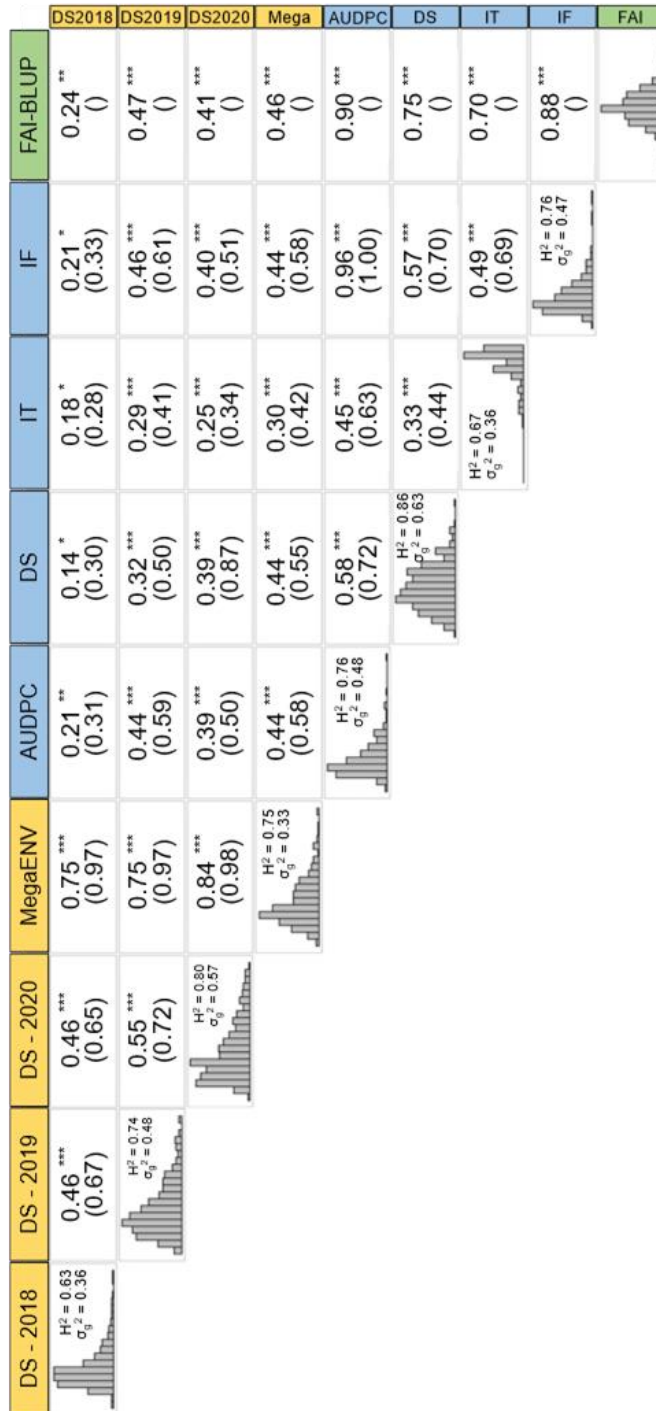 DS - 2018 DS - 2019 DS - 2020 MegaENV AUDPC DS IT IF FAI-BLUP
H² = 0.63 0.46 *** 0.46 *** 0.75 *** 0.21 ** 0.14 * 0.18 * 0.21 * 0.24 ** DS2018
σg² = 0.36 (0.67) (0.65) (0.97) (0.31) (0.30) (0.28) (0.33) ()
H² = 0.74 0.55 *** 0.75 *** 0.44 *** 0.32 *** 0.29 *** 0.46 *** 0.47 *** DS2019
σg² = 0.48 (0.72) (0.97) (0.59) (0.50) (0.41) (0.61) ()
H² = 0.80 0.84 *** 0.39 *** 0.39 *** 0.25 *** 0.40 *** 0.41 *** DS2020
σg² = 0.57 (0.98) (0.50) (0.87) (0.34) (0.51) ()
H² = 0.75 0.44 *** 0.44 *** 0.30 *** 0.44 *** 0.46 *** Mega
σg² = 0.33 (0.58) (0.55) (0.42) (0.58) ()
H² = 0.76 0.58 *** 0.45 *** 0.96 *** 0.90 *** AUDPC
σg² = 0.48 (0.72) (0.63) (1.00) ()
H² = 0.86 0.33 *** 0.57 *** 0.75 *** DS
σg² = 0.63 (0.44) (0.70) ()
H² = 0.67 0.49 *** 0.70 *** IT
σg² = 0.36 (0.69) ()
H² = 0.76 0.88 *** IF
σg² = 0.47 ()
FAI